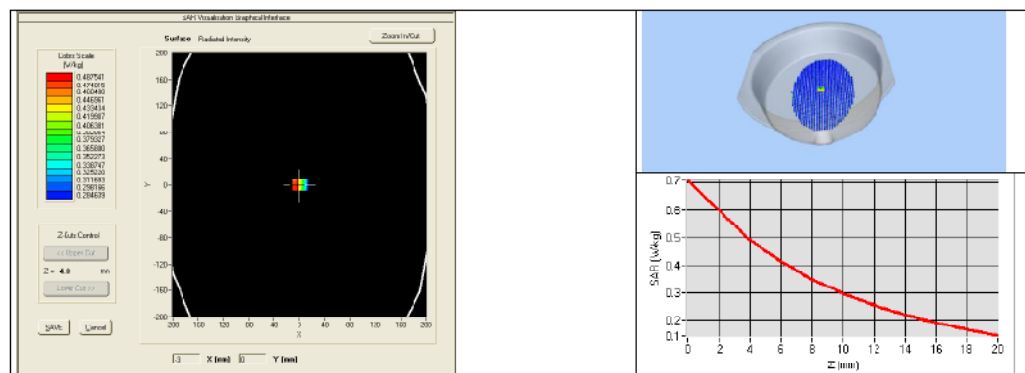 SAR Visualisation Graphical Interface
Surface Radiated Intensity
Zoom In/Out
Colors Scale
(W/kg)
0.487541
0.474016
0.460490
0.446961
0.433434
0.419907
0.406381
0.379327
0.365800
0.352273
0.338747
0.325220
0.311693
0.298166
0.284639
Z-Cuts Control
<< Upper Cut
Z = 4.0 mm
Lower Cut >>
SAVE
Cancel
200
160
120
80
40
0
-40
-80
-120
-160
-200
Y
200 160 120 80 40 0 40 80 120 160 200
X
-3 X (mm) 0 Y (mm)
SAR (W/kg)
0.7
0.6
0.5
0.4
0.3
0.2
0.1
0 2 4 6 8 10 12 14 16 18 20
Z (mm)